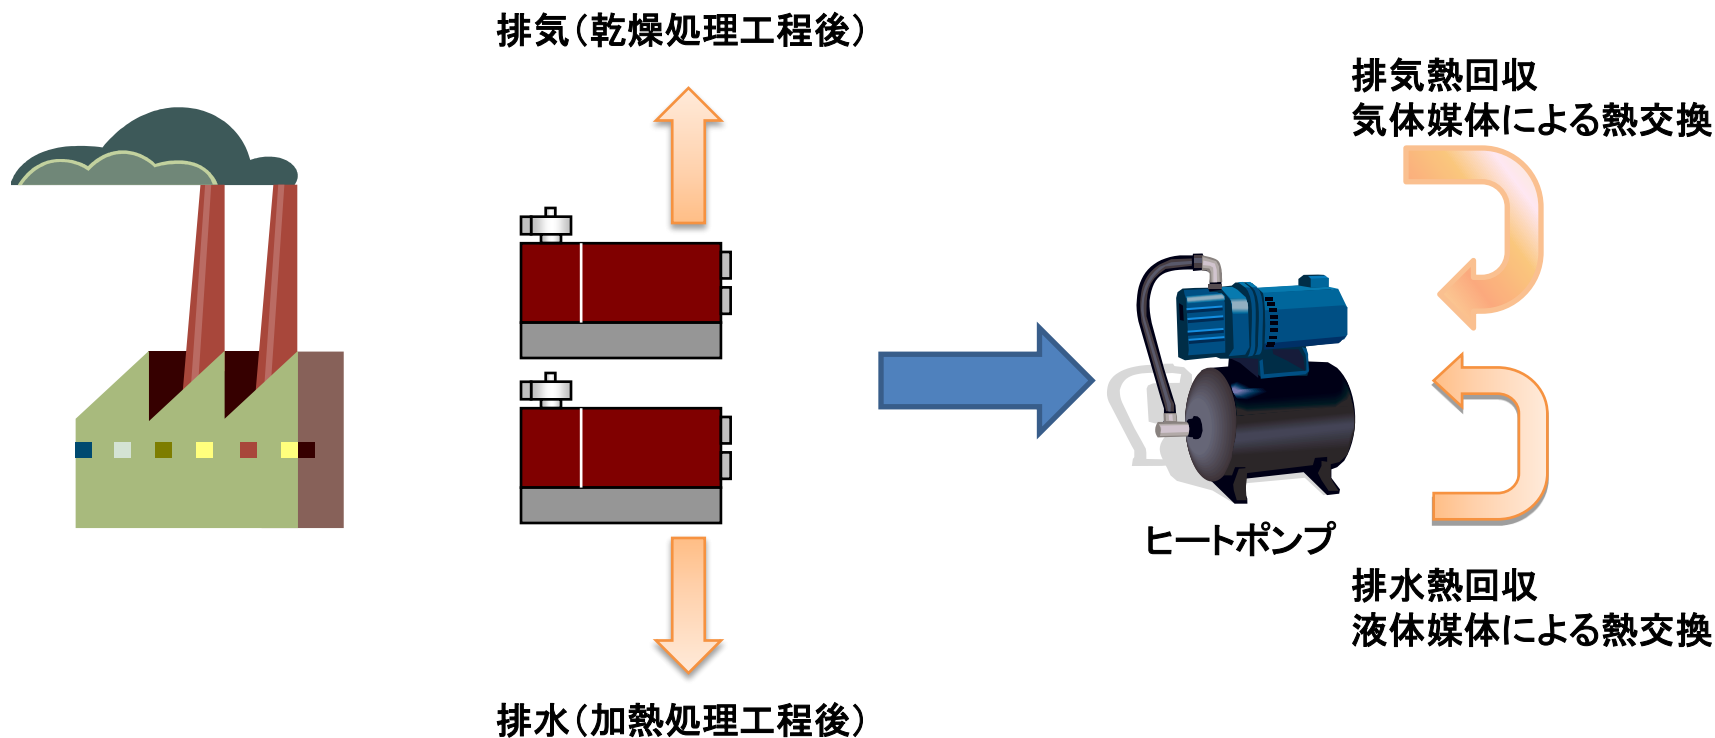 排気（乾燥処理工程後）
排気熱回収
気体媒体による熱交換
ヒートポンプ
排水熱回収
液体媒体による熱交換
排水（加熱処理工程後）